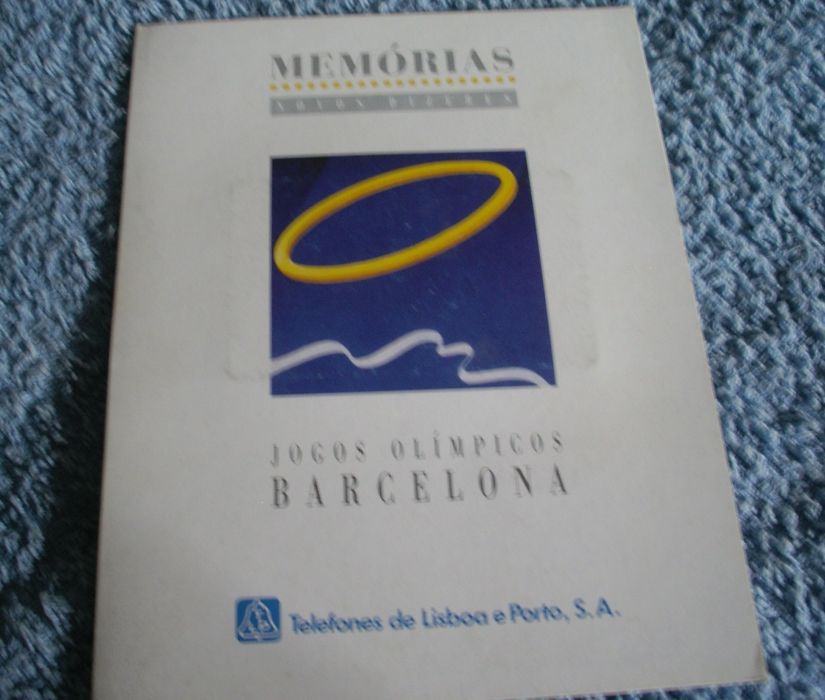 MEMÓRIAS
JOGOS OLÍMPICOS
BARCELONA
Telefones de Lisboa e Porto, S.A.